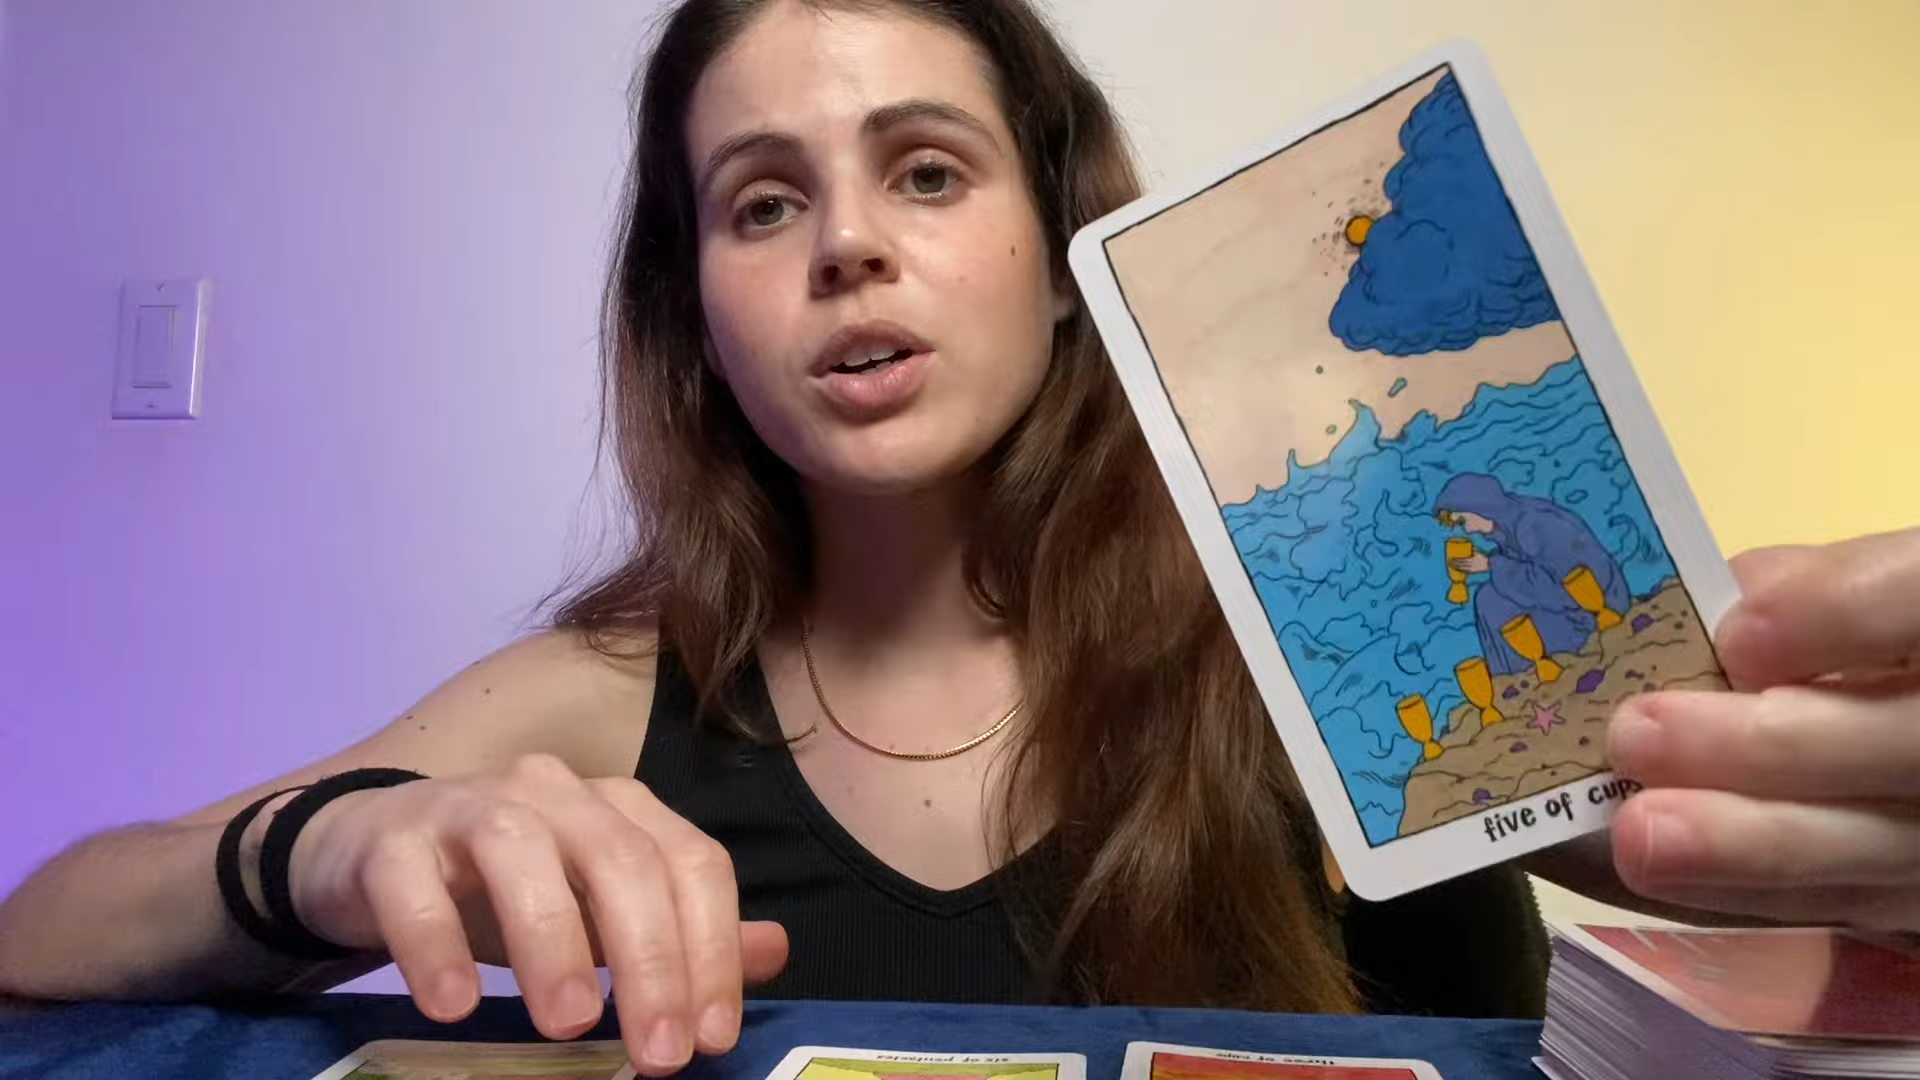 five of cups
six of pentacles
three of cups